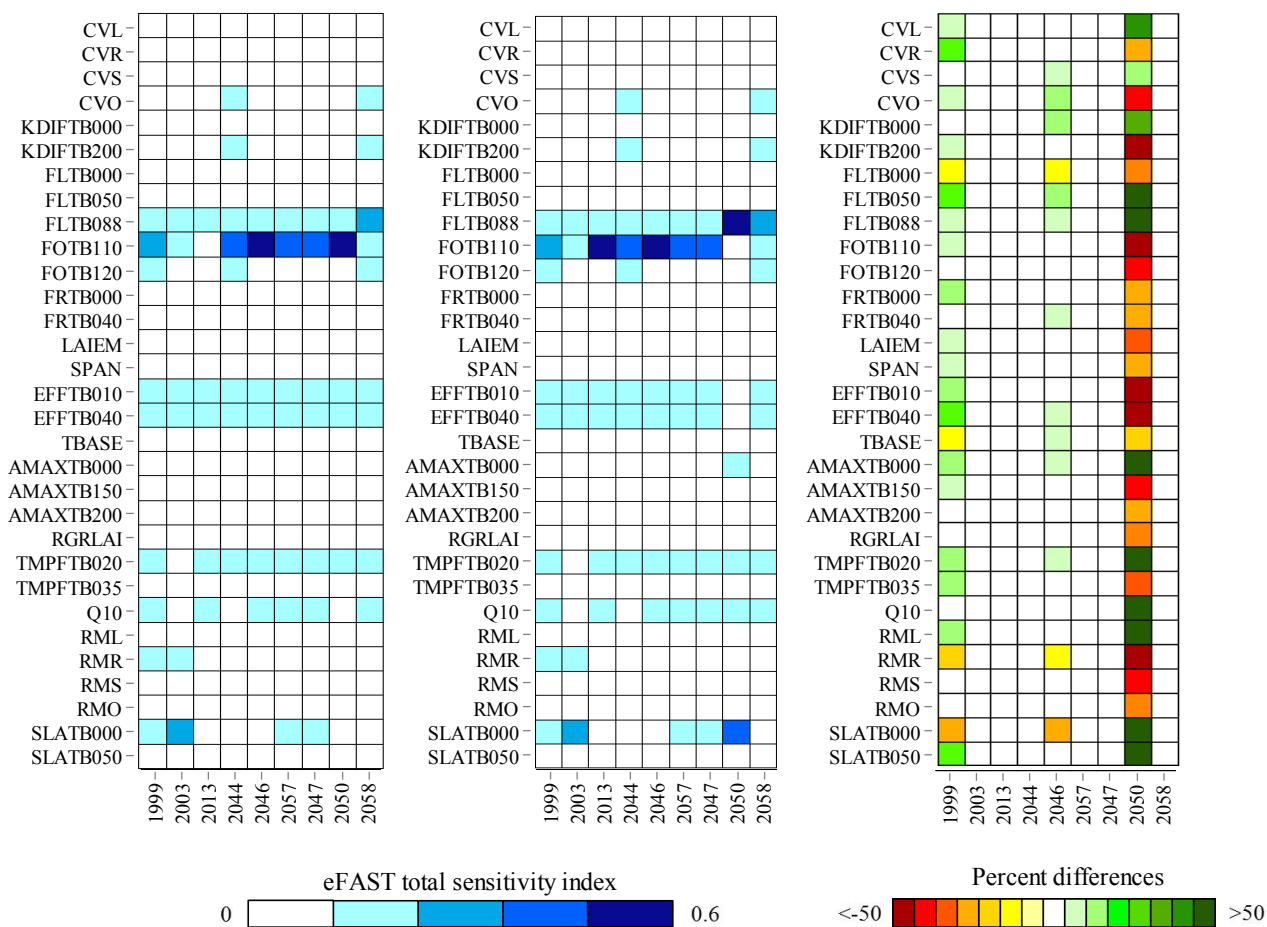 CVL
CVR
CVS
CVO
KDIFTB000
KDIFTB200
FLTB000
FLTB050
FLTB088
FOTB110
FOTB120
FRTB000
FRTB040
LAIEM
SPAN
EFFTB010
EFFTB040
TBASE
AMAXTB000
AMAXTB150
AMAXTB200
RGRLAI
TMPFTB020
TMPFTB035
Q10
RML
RMR
RMS
RMO
SLATB000
SLATB050
1999
2003
2013
2044
2046
2057
2047
2050
2058
CVL
CVR
CVS
CVO
KDIFTB000
KDIFTB200
FLTB000
FLTB050
FLTB088
FOTB110
FOTB120
FRTB000
FRTB040
LAIEM
SPAN
EFFTB010
EFFTB040
TBASE
AMAXTB000
AMAXTB150
AMAXTB200
RGRLAI
TMPFTB020
TMPFTB035
Q10
RML
RMR
RMS
RMO
SLATB000
SLATB050
1999
2003
2013
2044
2046
2057
2047
2050
2058
CVL
CVR
CVS
CVO
KDIFTB000
KDIFTB200
FLTB000
FLTB050
FLTB088
FOTB110
FOTB120
FRTB000
FRTB040
LAIEM
SPAN
EFFTB010
EFFTB040
TBASE
AMAXTB000
AMAXTB150
AMAXTB200
RGRLAI
TMPFTB020
TMPFTB035
Q10
RML
RMR
RMS
RMO
SLATB000
SLATB050
1999
2003
2013
2044
2046
2057
2047
2050
2058
eFAST total sensitivity index
0 0.6
Percent differences
<-50 >50